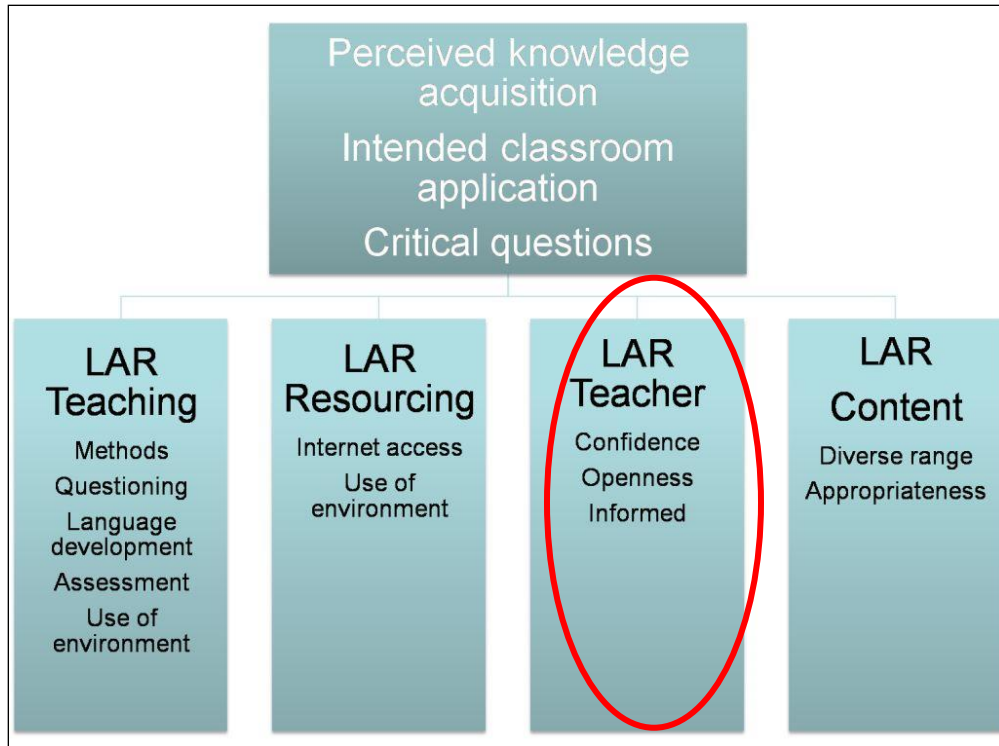 Perceived knowledge
acquisition
Intended classroom
application
Critical questions
LAR
Teaching
Methods
Questioning
Language
development
Assessment
Use of
environment
LAR
Resourcing
Internet access
Use of
environment
LAR
Teacher
Confidence
Openness
Informed
LAR
Content
Diverse range
Appropriateness